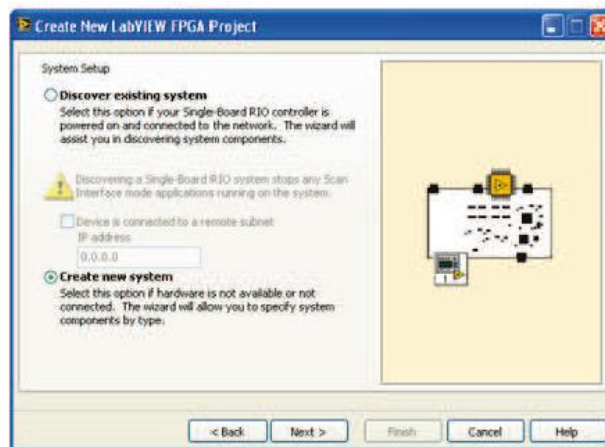 Create New LabVIEW FPGA Project
System Setup
Discover existing system
Select this option if your Single-Board RIO controller is
powered on and connected to the network. The wizard will
assist you in discovering system components.
Discovering a Single-Board RIO system stops any Scan
Interface mode applications running on the system.
Device is connected to a remote subnet
IP address
0.0.0.0
Create new system
Select this option if hardware is not available or not
connected. The wizard will allow you to specify system
components by type.
< Back
Next >
Finish
Cancel
Help